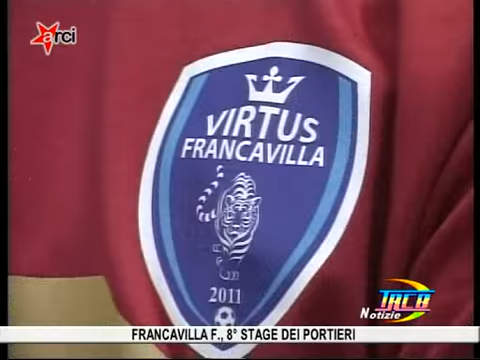 arci
VIRTUS
FRANCAVILLA
2011
TRCB
Notizie
FRANCAVILLA F., 8° STAGE DEI PORTIERI